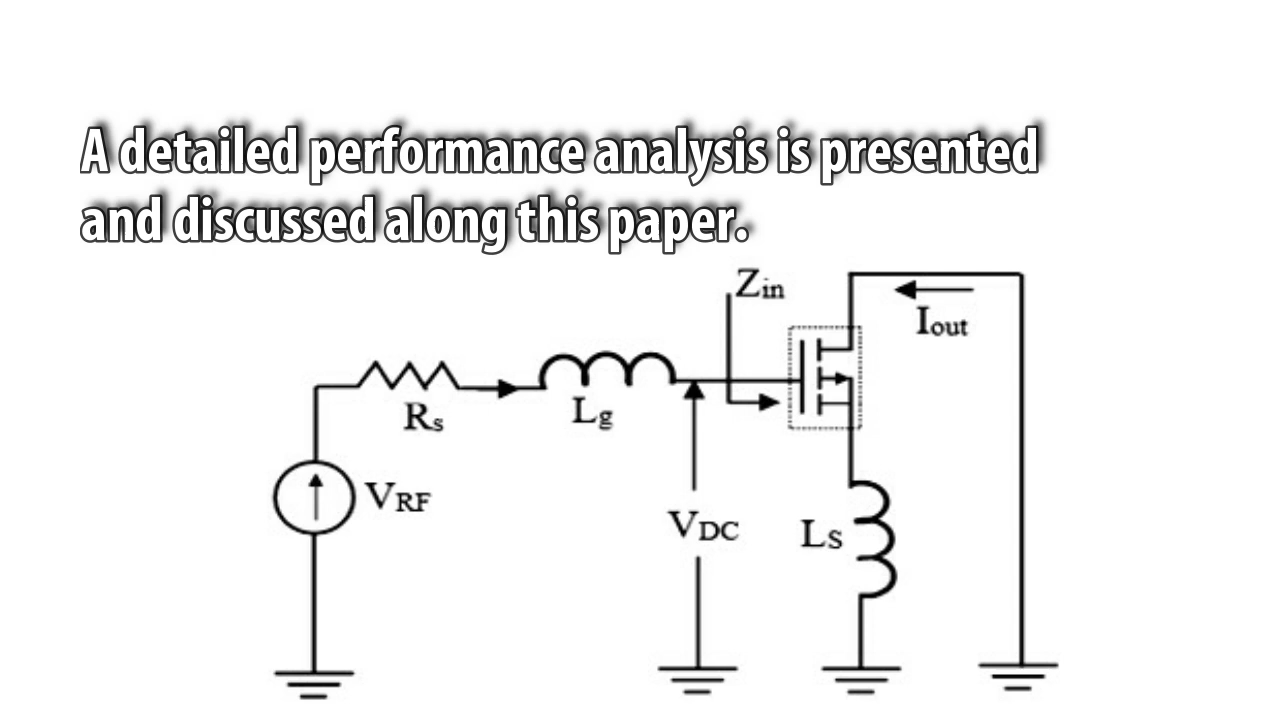 A detailed performance analysis is presented
and discussed along this paper.
Zin
Iout
Rs
Lg
VRF
VDC
Ls